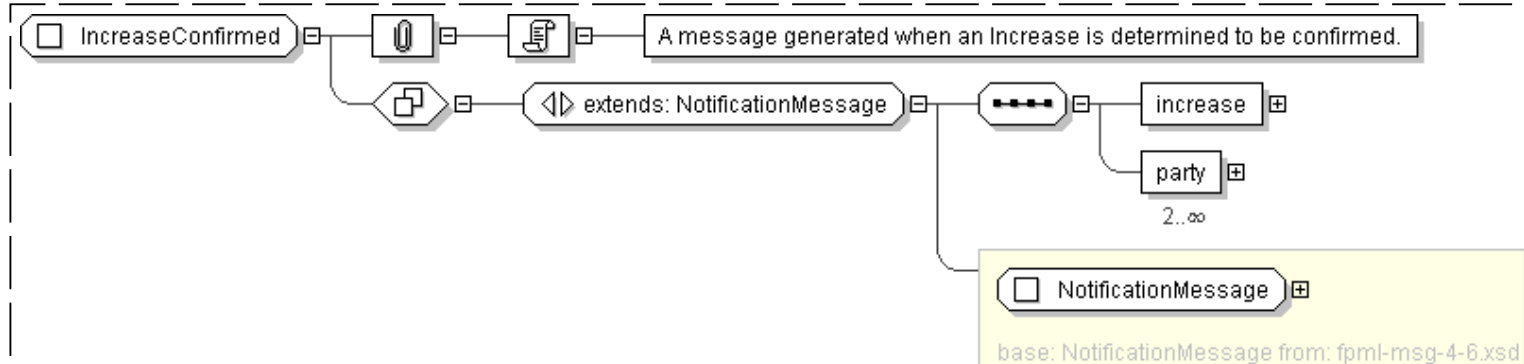 IncreaseConfirmed
A message generated when an Increase is determined to be confirmed.
extends: NotificationMessage
increase
party
2..∞
NotificationMessage
base: NotificationMessage from: fpml-msg-4-6.xsd